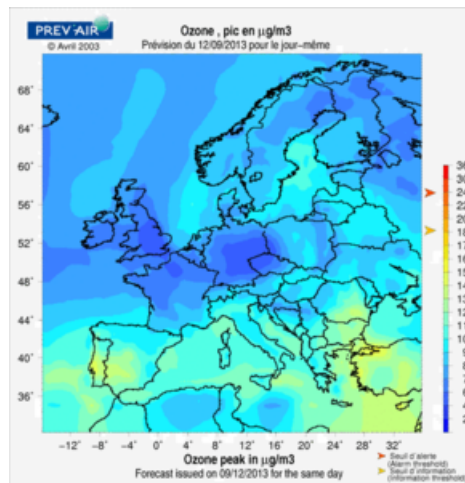 PREV'AIR
© Avril 2003
Ozone , pic en µg/m3
Prévision du 12/09/2013 pour le jour-même
68°
64°
60°
56°
52°
48°
44°
40°
36°
−12° −8° −4° 0° 4° 8° 12° 16° 20° 24° 28° 32°
Ozone peak in µg/m3
Forecast issued on 09/12/2013 for the same day
Seuil d'alerte
(Alarm threshold)
Seuil d'information
(Information threshold)